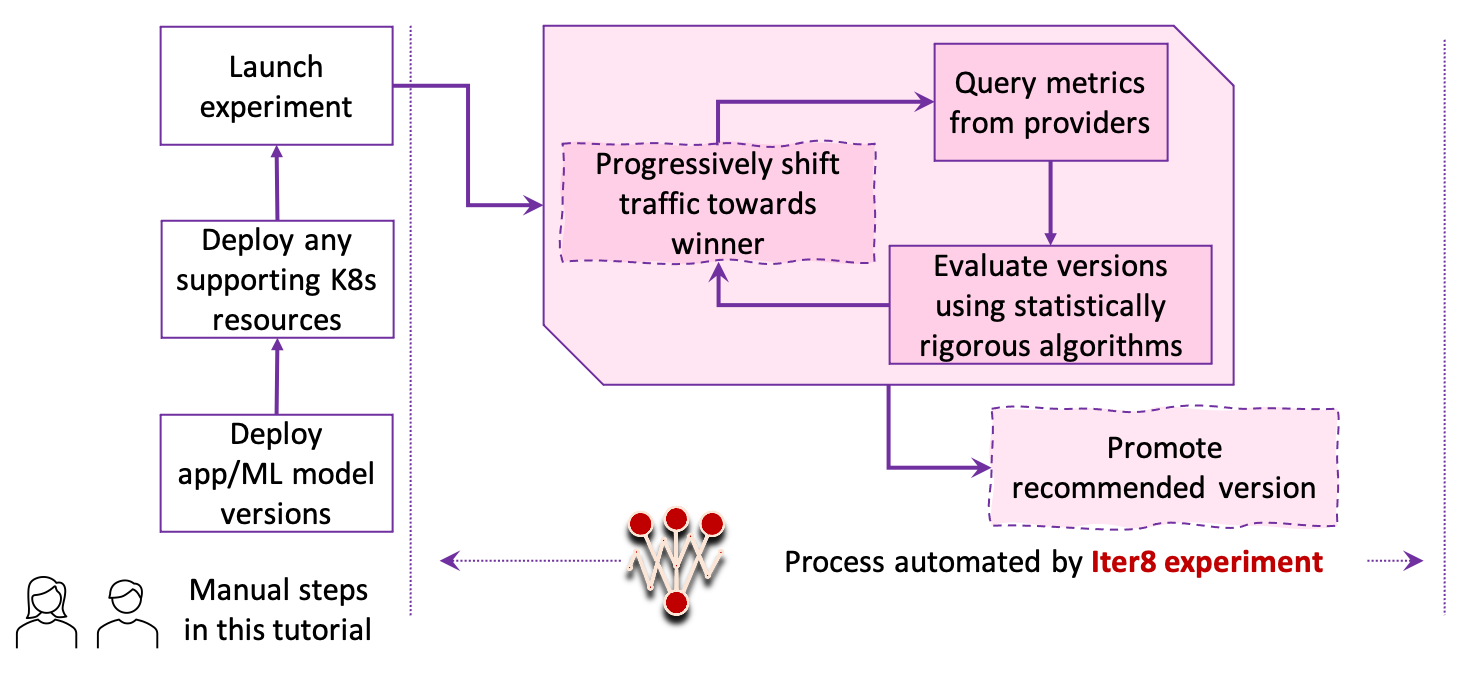 Launch
experiment
Deploy any
supporting K8s
resources
Deploy
app/ML model
versions
Manual steps
in this tutorial
Query metrics
from providers
Progressively shift
traffic towards
winner
Evaluate versions
using statistically
rigorous algorithms
Promote
recommended version
Process automated by Iter8 experiment